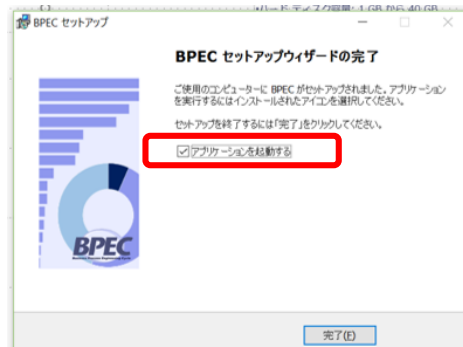 ハード ディスク容量: 1 GB から 40 GB
BPEC セットアップ
BPEC セットアップウィザードの完了
ご使用のコンピューターに BPEC がセットアップされました。アプリケーション
を実行するにはインストールされたアイコンを選択してください。
セットアップを終了するには「完了」をクリックしてください。
アプリケーションを起動する
BPEC
完了(F)